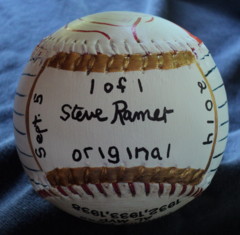 1 of 1
Steve Ramer
original
Sept. 5
2014